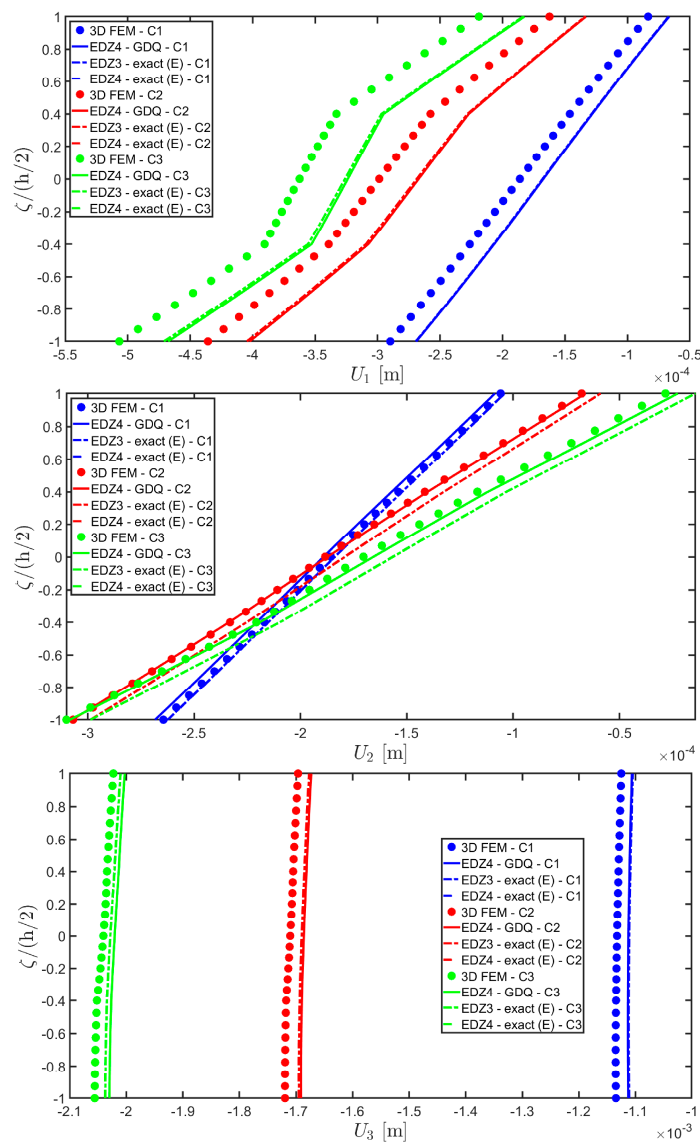 1
0.8
0.6
0.4
0.2
0
-0.2
-0.4
-0.6
-0.8
-1
ζ/(h/2)
3D FEM - C1
EDZ4 - GDQ - C1
EDZ3 - exact (E) - C1
EDZ4 - exact (E) - C1
3D FEM - C2
EDZ4 - GDQ - C2
EDZ3 - exact (E) - C2
EDZ4 - exact (E) - C2
3D FEM - C3
EDZ4 - GDQ - C3
EDZ3 - exact (E) - C3
EDZ4 - exact (E) - C3
-5.5 -5 -4.5 -4 -3.5 -3 -2.5 -2 -1.5 -1 -0.5
U1 [m]
×10-4
1
0.8
0.6
0.4
0.2
0
-0.2
-0.4
-0.6
-0.8
-1
ζ/(h/2)
3D FEM - C1
EDZ4 - GDQ - C1
EDZ3 - exact (E) - C1
EDZ4 - exact (E) - C1
3D FEM - C2
EDZ4 - GDQ - C2
EDZ3 - exact (E) - C2
EDZ4 - exact (E) - C2
3D FEM - C3
EDZ4 - GDQ - C3
EDZ3 - exact (E) - C3
EDZ4 - exact (E) - C3
-3 -2.5 -2 -1.5 -1 -0.5
U2 [m]
×10-4
1
0.8
0.6
0.4
0.2
0
-0.2
-0.4
-0.6
-0.8
-1
ζ/(h/2)
3D FEM - C1
EDZ4 - GDQ - C1
EDZ3 - exact (E) - C1
EDZ4 - exact (E) - C1
3D FEM - C2
EDZ4 - GDQ - C2
EDZ3 - exact (E) - C2
EDZ4 - exact (E) - C2
3D FEM - C3
EDZ4 - GDQ - C3
EDZ3 - exact (E) - C3
EDZ4 - exact (E) - C3
-2.1 -2 -1.9 -1.8 -1.7 -1.6 -1.5 -1.4 -1.3 -1.2 -1.1 -1
U3 [m]
×10-3